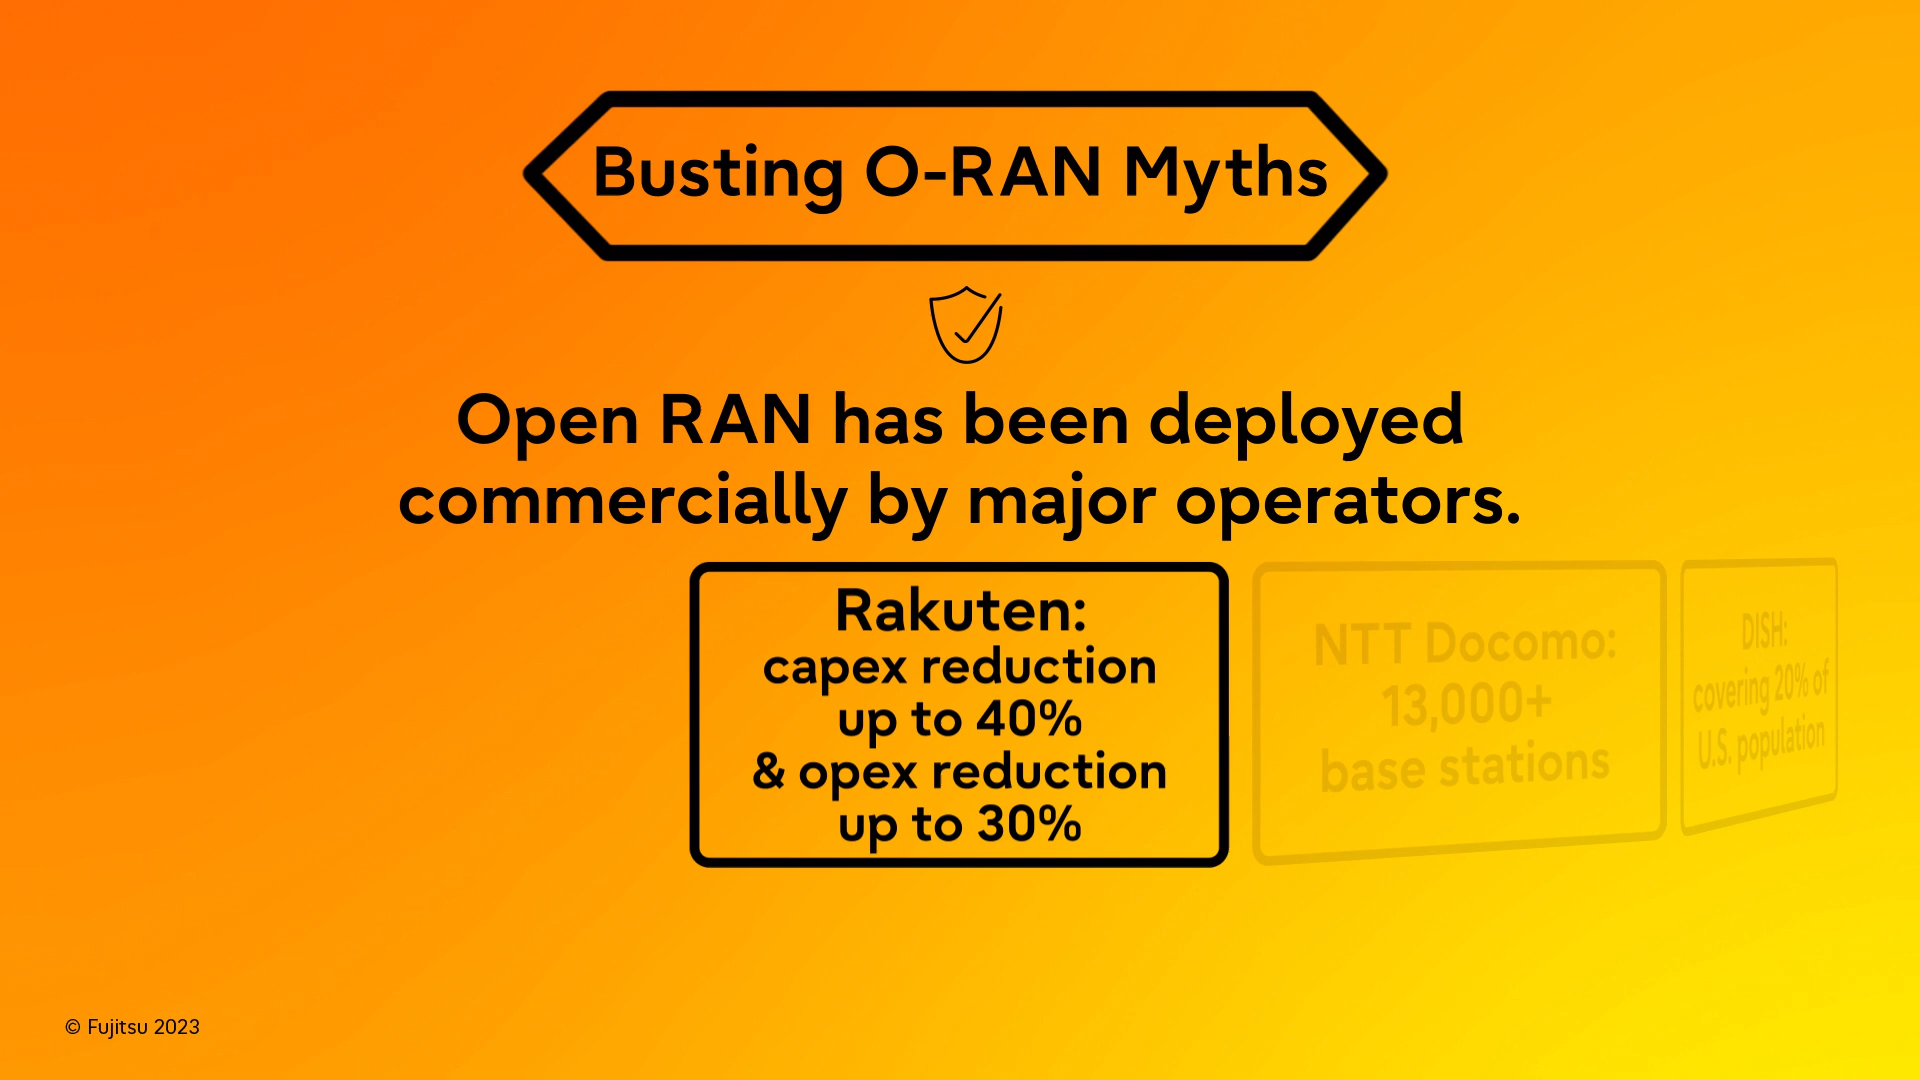 Busting O-RAN Myths
Open RAN has been deployed
commercially by major operators.
Rakuten:
capex reduction
up to 40%
& opex reduction
up to 30%
NTT Docomo:
13,000+
base stations
DISH:
covering 20% of
U.S. population
© Fujitsu 2023